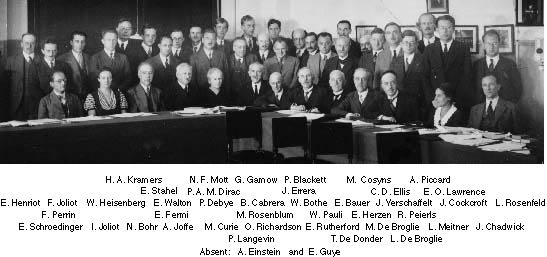 H. A. Kramers N. F. Mott G. Gamow P. Blackett M. Cosyns A. Piccard
E. Stahel P. A. M. Dirac J. Errera C. D. Ellis E. O. Lawrence
E. Henriot F. Joliot W. Heisenberg E. Walton P. Debye B. Cabrera W. Bothe E. Bauer J. Verschaffelt J. Cockcroft L. Rosenfeld
F. Perrin E. Fermi M. Rosenblum W. Pauli E. Herzen R. Peierls
E. Schroedinger I. Joliot N. Bohr A. Joffe M. Curie O. Richardson E. Rutherford M. De Broglie L. Meitner J. Chadwick
P. Langevin T. De Donder L. De Broglie
Absent: A. Einstein and E. Guye